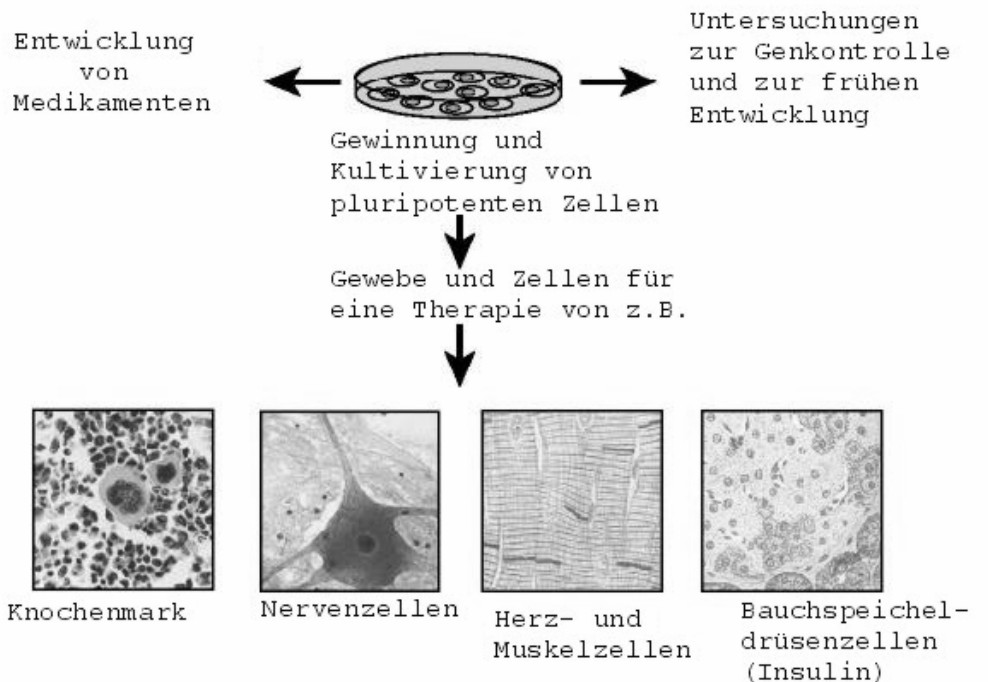 Entwicklung
von
Medikamenten
Untersuchungen
zur Genkontrolle
und zur frühen
Entwicklung
Gewinnung und
Kultivierung von
pluripotenten Zellen
Gewebe und Zellen für
eine Therapie von z.B.
Knochenmark
Nervenzellen
Herz- und
Muskelzellen
Bauchspeichel-
drüsenzellen
(Insulin)